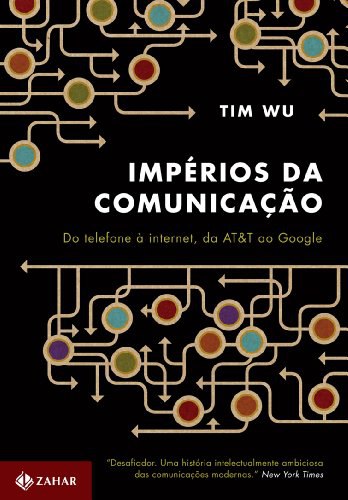 TIM WU
IMPÉRIOS DA
COMUNICAÇÃO
Do telefone à internet, da AT&T ao Google
"Desafiador. Uma história intelectualmente ambiciosa
das comunicações modernas." New York Times
ZAHAR